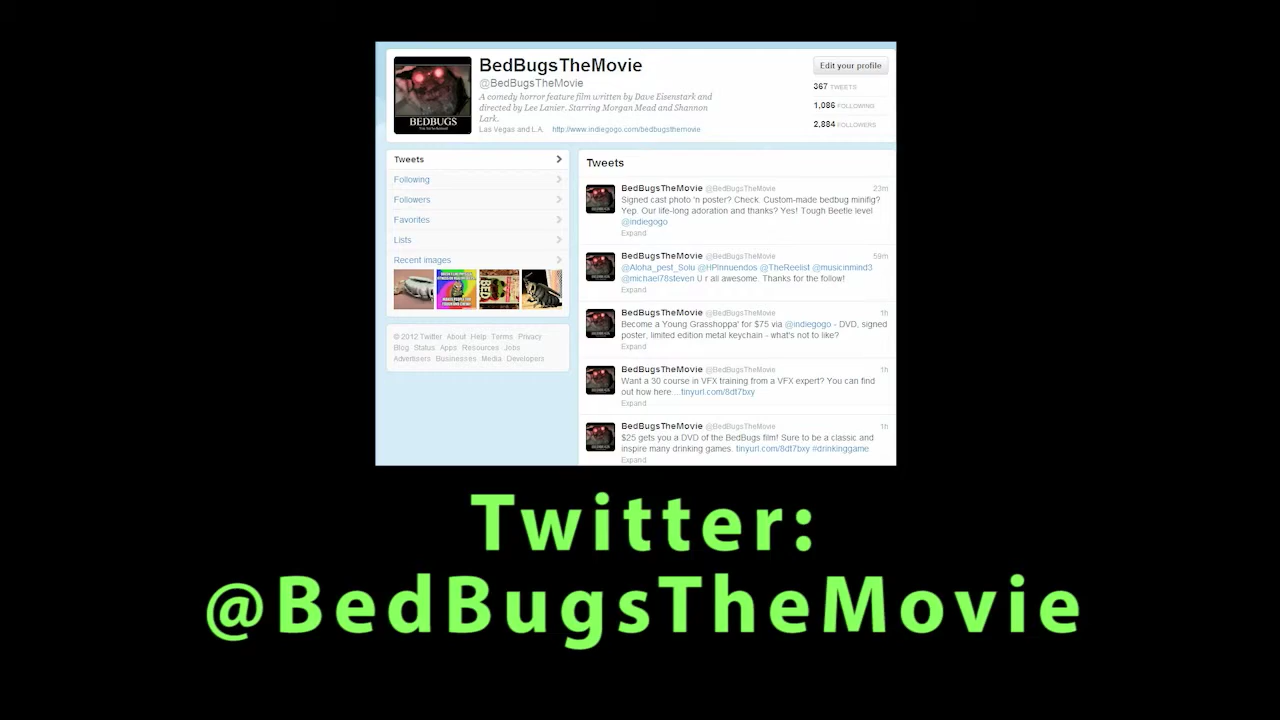 BedBugsTheMovie
@BedBugsTheMovie
A comedy horror feature film written by Dave Eisenstark and
directed by Lee Lanier. Starring Morgan Mead and Shannon
Lark.
Las Vegas and L.A. http://www.indiegogo.com/bedbugsthemovie
BEDBUGS
Edit your profile
367 TWEETS
1,086 FOLLOWING
2,884 FOLLOWERS
Tweets
Following
Followers
Favorites
Lists
Recent images
© 2012 Twitter About Help Terms Privacy
Blog Status Apps Resources Jobs
Advertisers Businesses Media Developers
Tweets
BedBugsTheMovie @BedBugsTheMovie 23m
Signed cast photo 'n poster? Check. Custom-made bedbug minifig?
Yep. Our life-long adoration and thanks? Yes! Tough Beetle level
@indiegogo
Expand
BedBugsTheMovie @BedBugsTheMovie 59m
@Aloha_pest_Solu @HPInnuendos @TheReelist @musicinmind3
@michael78steven U r all awesome. Thanks for the follow!
Expand
BedBugsTheMovie @BedBugsTheMovie 1h
Become a Young Grasshoppa' for $75 via @indiegogo - DVD, signed
poster, limited edition metal keychain - what's not to like?
Expand
BedBugsTheMovie @BedBugsTheMovie 1h
Want a 30 course in VFX training from a VFX expert? You can find
out how here....tinyurl.com/8dt7bxy
Expand
BedBugsTheMovie @BedBugsTheMovie 1h
$25 gets you a DVD of the BedBugs film! Sure to be a classic and
inspire many drinking games. tinyurl.com/8dt7bxy #drinkinggame
Expand
Twitter:
@BedBugsTheMovie